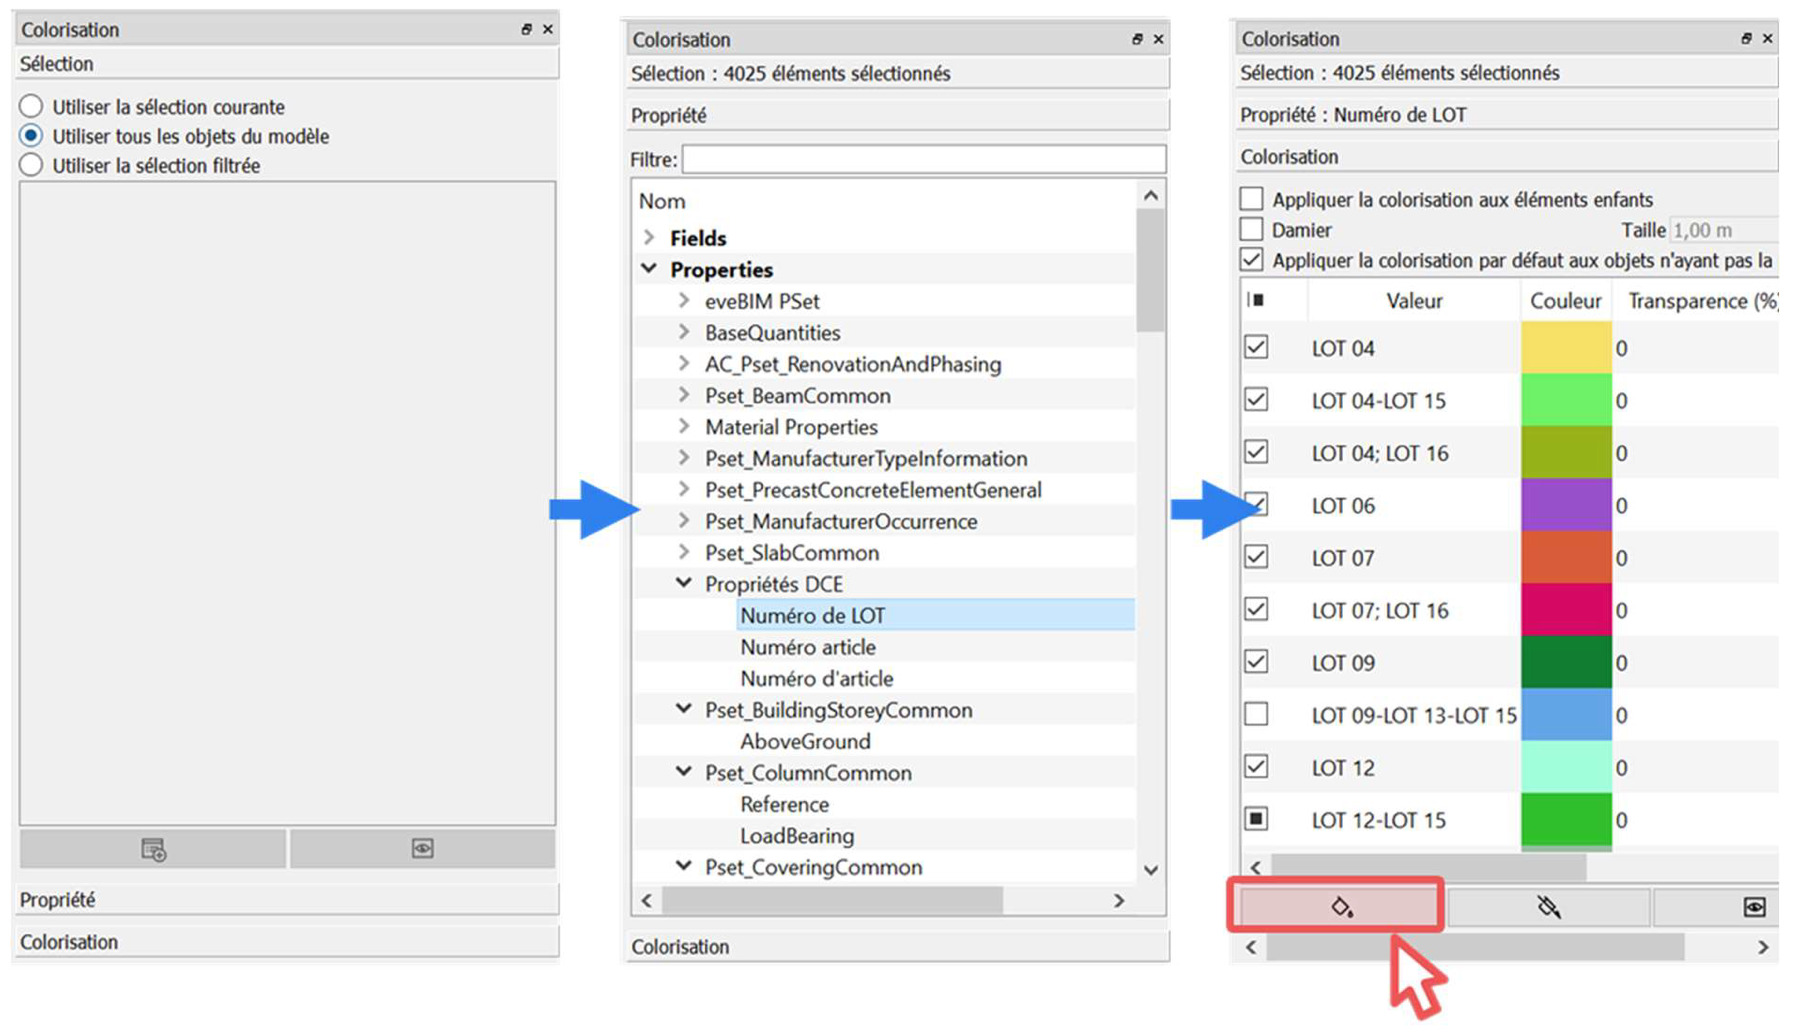 Colorisation
Sélection
Utiliser la sélection courante
Utiliser tous les objets du modèle
Utiliser la sélection filtrée
Propriété
Colorisation
Colorisation
Sélection : 4025 éléments sélectionnés
Propriété
Filtre:
Nom
Fields
Properties
eveBIM PSet
BaseQuantities
AC_Pset_RenovationAndPhasing
Pset_BeamCommon
Material Properties
Pset_ManufacturerTypeInformation
Pset_PrecastConcreteElementGeneral
Pset_ManufacturerOccurrence
Pset_SlabCommon
Propriétés DCE
Numéro de LOT
Numéro article
Numéro d'article
Pset_BuildingStoreyCommon
AboveGround
Pset_ColumnCommon
Reference
LoadBearing
Pset_CoveringCommon
Colorisation
Colorisation
Sélection : 4025 éléments sélectionnés
Propriété : Numéro de LOT
Colorisation
Appliquer la colorisation aux éléments enfants
Damier Taille 1,00 m
Appliquer la colorisation par défaut aux objets n'ayant pas la
Valeur Couleur Transparence (%)
LOT 04 0
LOT 04-LOT 15 0
LOT 04; LOT 16 0
LOT 06 0
LOT 07 0
LOT 07; LOT 16 0
LOT 09 0
LOT 09-LOT 13-LOT 15 0
LOT 12 0
LOT 12-LOT 15 0